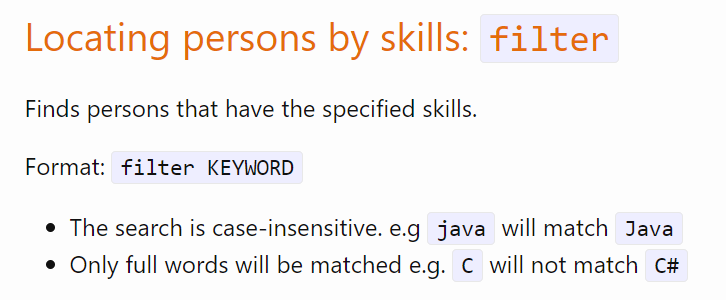 Locating persons by skills: filter
Finds persons that have the specified skills.
Format: filter KEYWORD
• The search is case-insensitive. e.g java will match Java
• Only full words will be matched e.g. C will not match C#